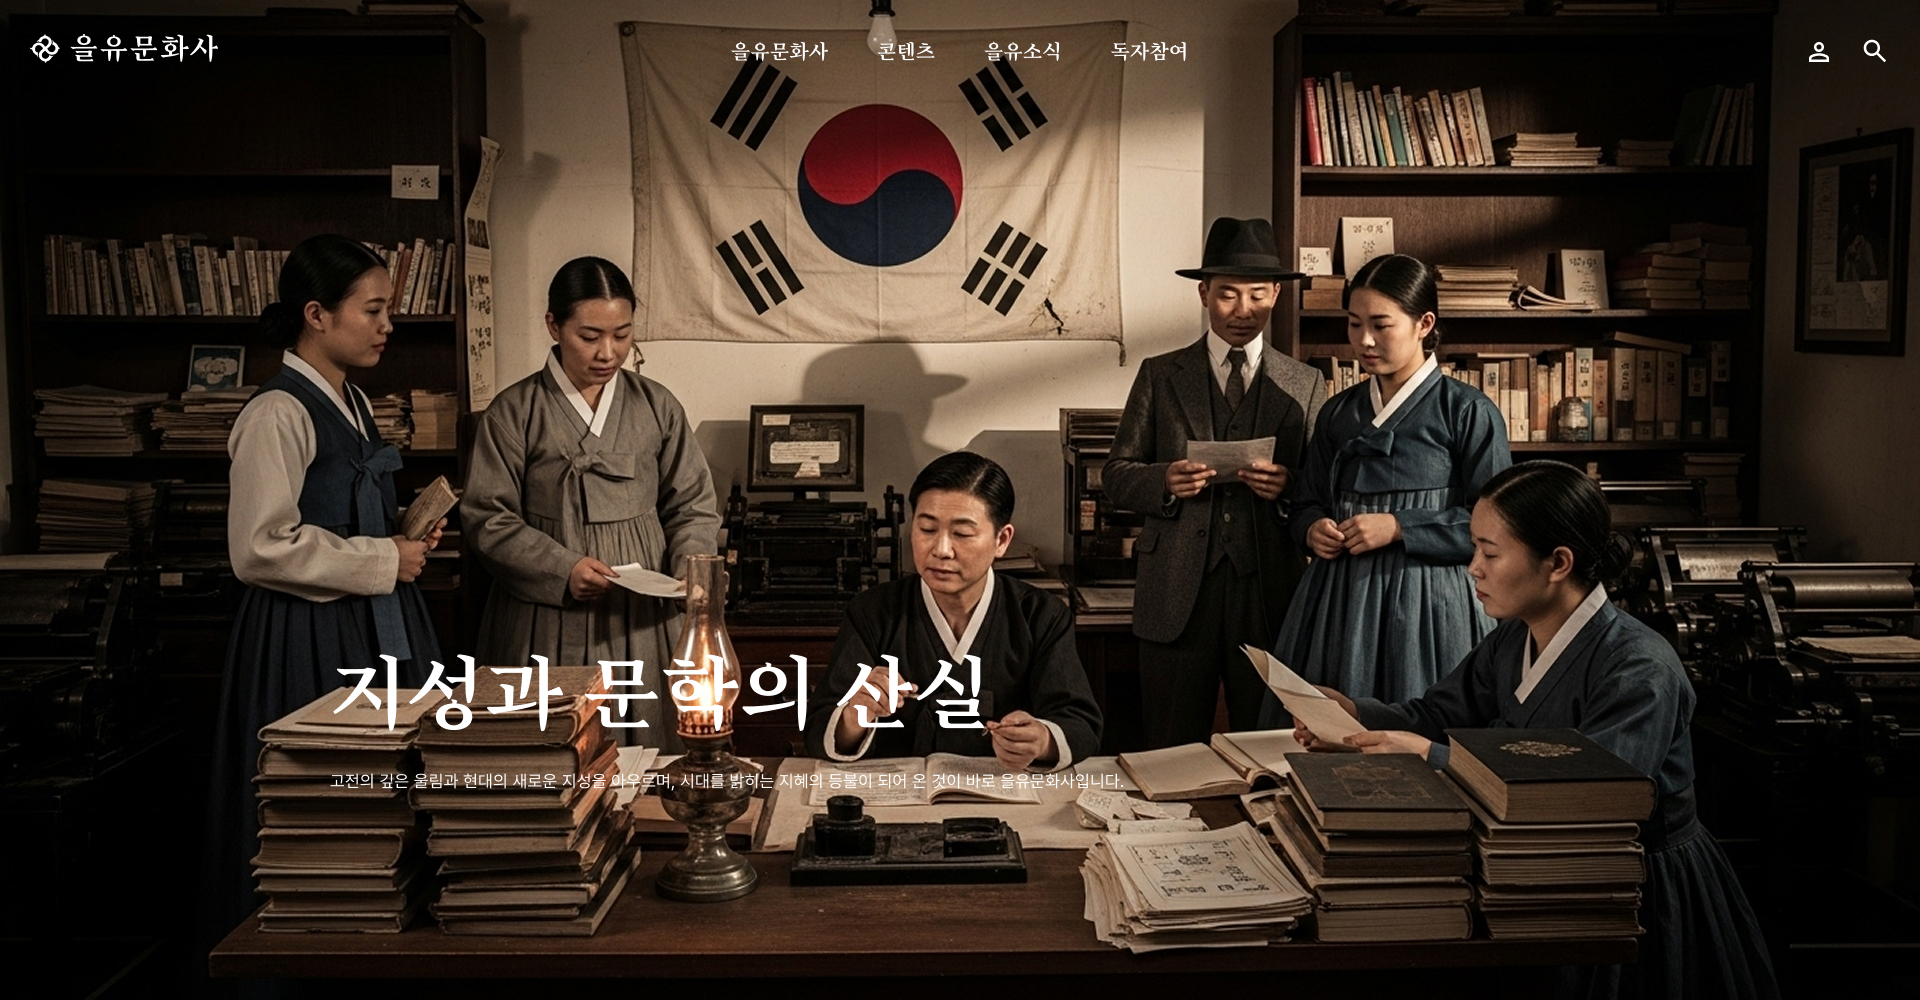 을유문화사
을유문화사 콘텐츠 을유소식 독자참여
지성과 문학의 산실
고전의 깊은 울림과 현대의 새로운 지성을 아우르며, 시대를 밝히는 지혜의 등불이 되어 온 것이 바로 을유문화사입니다.